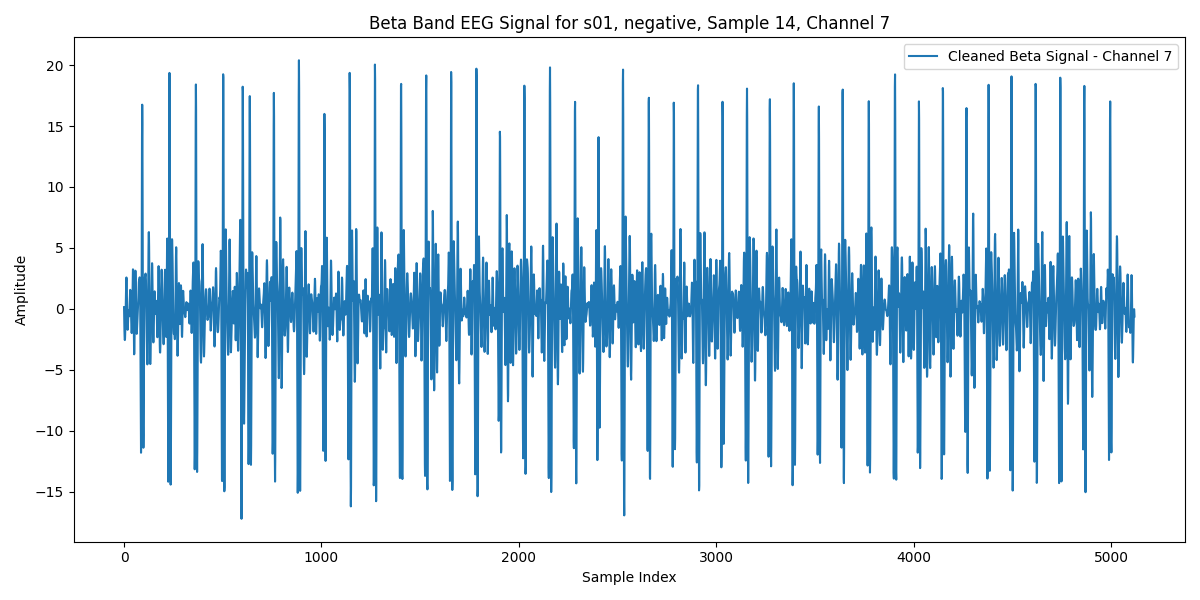 Beta Band EEG Signal for s01, negative, Sample 14, Channel 7
Cleaned Beta Signal - Channel 7
Amplitude
20
15
10
5
0
−5
−10
−15
0 1000 2000 3000 4000 5000
Sample Index